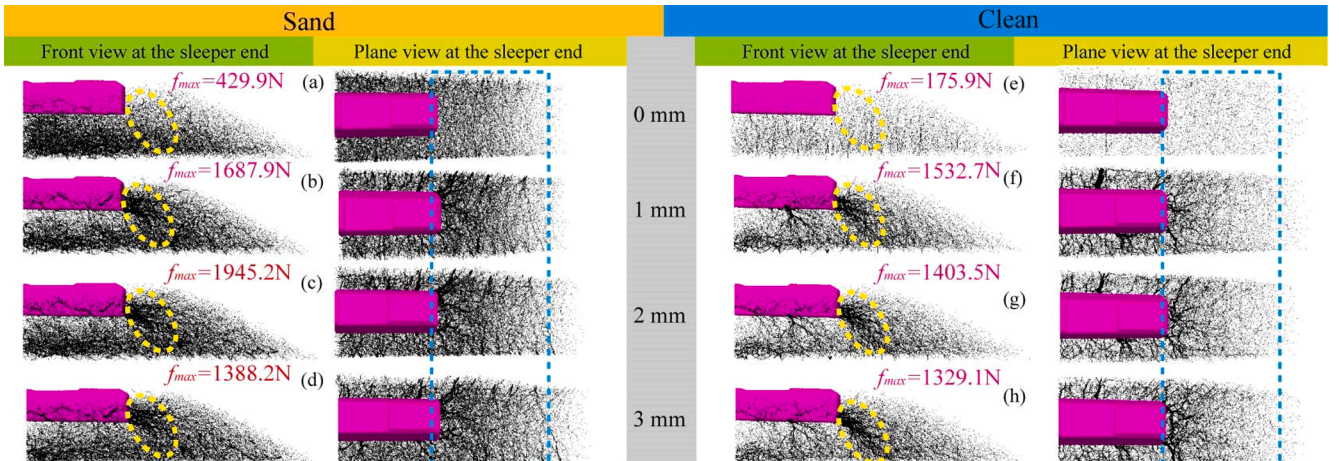 Sand Clean
Front view at the sleeper end Plane view at the sleeper end Front view at the sleeper end Plane view at the sleeper end
fmax=429.9N (a) 0 mm fmax=175.9N (e)
fmax=1687.9N (b) 1 mm fmax=1532.7N (f)
fmax=1945.2N (c) 2 mm fmax=1403.5N (g)
fmax=1388.2N (d) 3 mm fmax=1329.1N (h)